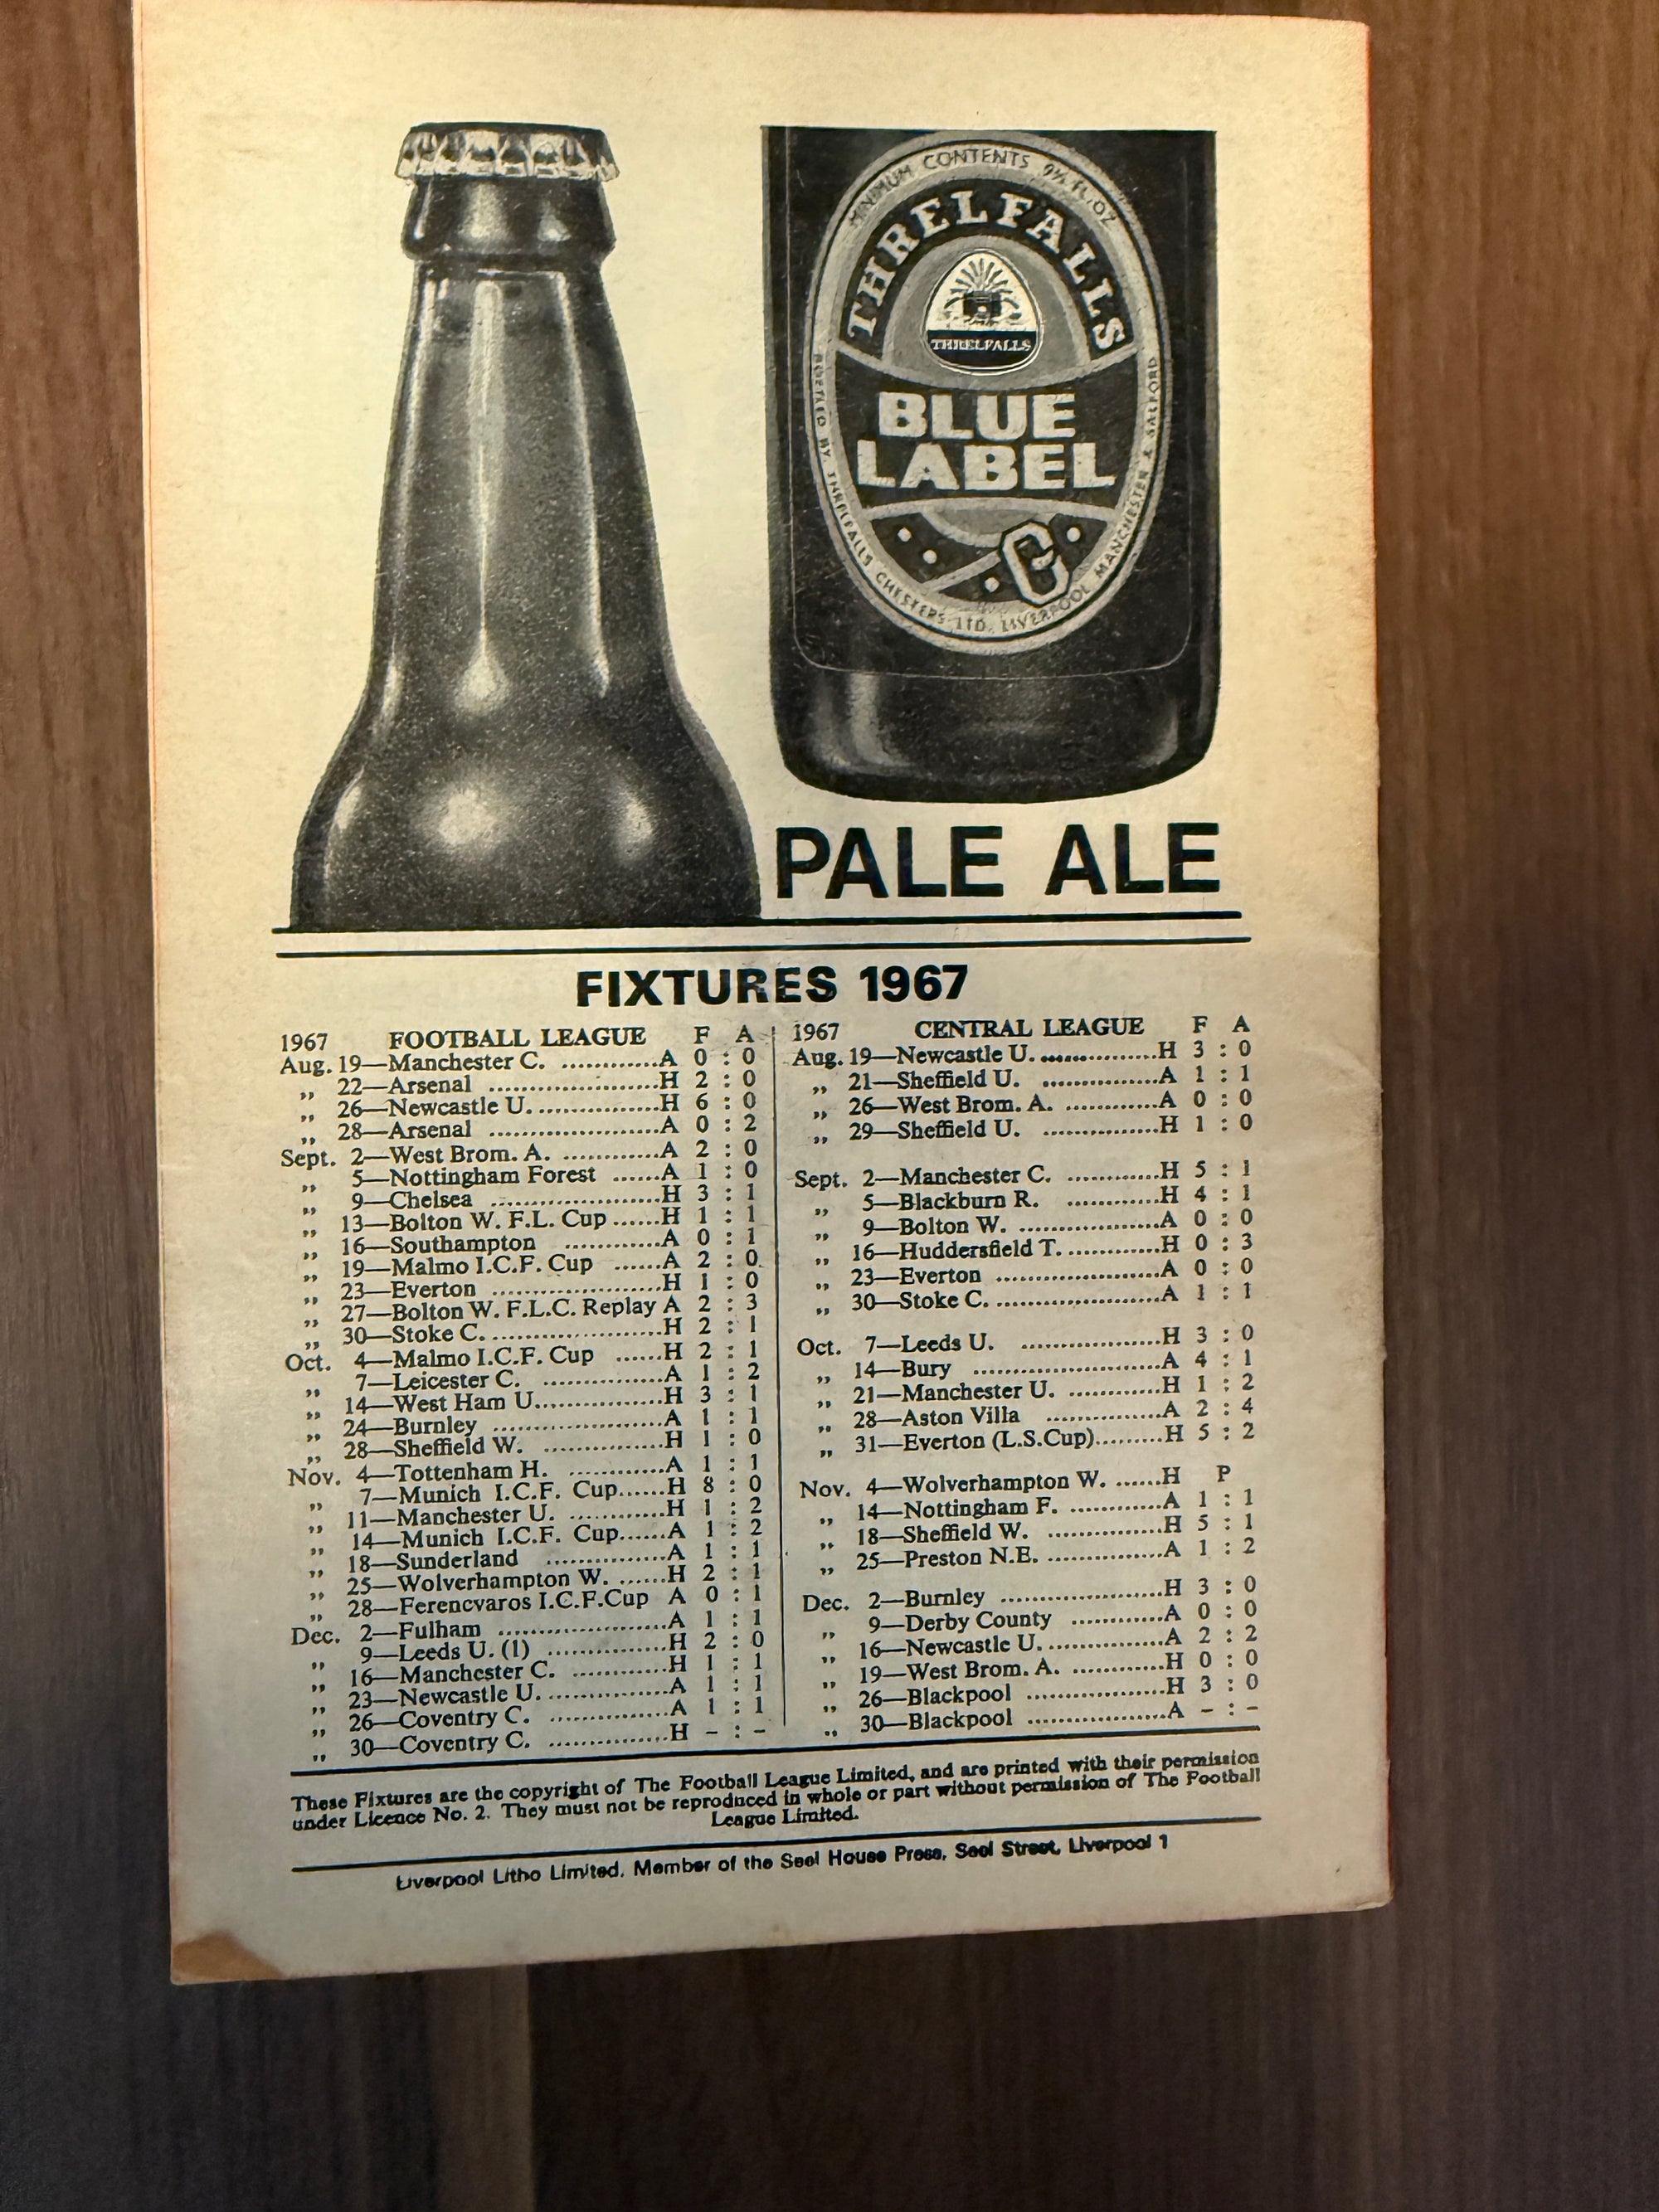 MINIMUM CONTENTS 9⅔ FL.OZ
THRELFALLS
THRELFALLS
BLUE
LABEL
BOTTLED BY THRELFALLS CHESTERS LTD. LIVERPOOL MANCHESTER & SALFORD
PALE ALE
FIXTURES 1967
1967 FOOTBALL LEAGUE F A
Aug. 19—Manchester C. ............A 0 : 0
„ 22—Arsenal .....................H 2 : 0
„ 26—Newcastle U. ................H 6 : 0
„ 28—Arsenal .....................A 0 : 2
Sept. 2—West Brom. A. ............A 2 : 0
„ 5—Nottingham Forest ......A 1 : 0
„ 9—Chelsea .....................H 3 : 1
„ 13—Bolton W. F.L. Cup ......H 1 : 1
„ 16—Southampton ............A 0 : 1
„ 19—Malmo I.C.F. Cup ......A 2 : 0
„ 23—Everton .....................H 1 : 0
„ 27—Bolton W. F.L.C. Replay A 2 : 3
„ 30—Stoke C. .....................H 2 : 1
Oct. 4—Malmo I.C.F. Cup ......H 2 : 1
„ 7—Leicester C. ...............A 1 : 2
„ 14—West Ham U. ...............H 3 : 1
„ 24—Burnley .....................A 1 : 1
„ 28—Sheffield W. ...............H 1 : 0
Nov. 4—Tottenham H. ............A 1 : 1
„ 7—Munich I.C.F. Cup......H 8 : 0
„ 11—Manchester U. ............H 1 : 2
„ 14—Munich I.C.F. Cup......A 1 : 2
„ 18—Sunderland ...............A 1 : 1
„ 25—Wolverhampton W. ......H 2 : 1
„ 28—Ferencvaros I.C.F.Cup A 0 : 1
Dec. 2—Fulham .....................A 1 : 1
„ 9—Leeds U. (1) ...............H 2 : 0
„ 16—Manchester C. ............H 1 : 1
„ 23—Newcastle U. ...............A 1 : 1
„ 26—Coventry C. ...............A 1 : 1
„ 30—Coventry C. ...............H – : –
1967 CENTRAL LEAGUE F A
Aug. 19—Newcastle U. ...............H 3 : 0
„ 21—Sheffield U. ...............A 1 : 1
„ 26—West Brom. A. ............A 0 : 0
„ 29—Sheffield U. ...............H 1 : 0
Sept. 2—Manchester C. ............H 5 : 1
„ 5—Blackburn R. ............H 4 : 1
„ 9—Bolton W. ..................A 0 : 0
„ 16—Huddersfield T. ............H 0 : 3
„ 23—Everton .....................A 0 : 0
„ 30—Stoke C. .....................A 1 : 1
Oct. 7—Leeds U. ..................H 3 : 0
„ 14—Bury ........................A 4 : 1
„ 21—Manchester U. ............H 1 : 2
„ 28—Aston Villa ...............A 2 : 4
„ 31—Everton (L.S.Cup).........H 5 : 2
Nov. 4—Wolverhampton W. ......H P
„ 14—Nottingham F. ............A 1 : 1
„ 18—Sheffield W. ...............H 5 : 1
„ 25—Preston N.E. ...............A 1 : 2
Dec. 2—Burnley .....................H 3 : 0
„ 9—Derby County ............A 0 : 0
„ 16—Newcastle U. ...............A 2 : 2
„ 19—West Brom. A. ............H 0 : 0
„ 26—Blackpool ..................H 3 : 0
„ 30—Blackpool ..................A – : –
These Fixtures are the copyright of The Football League Limited, and are printed with their permission
under Licence No. 2. They must not be reproduced in whole or part without permission of The Football
League Limited.
Liverpool Litho Limited. Member of the Seel House Press, Seel Street, Liverpool 1